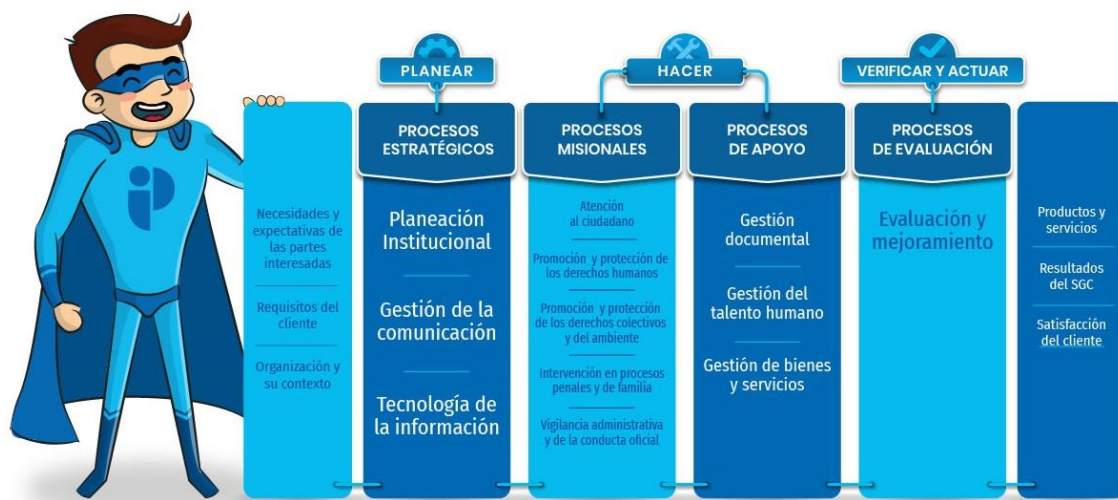 Necesidades y
expectativas de
las partes
interesadas
Requisitos del
cliente
Organización y
su contexto
PLANEAR
PROCESOS
ESTRATÉGICOS
Planeación
Institucional
Gestión de la
comunicación
Tecnología de
la información
HACER
PROCESOS
MISIONALES
Atención
al ciudadano
Promoción y protección de
los derechos humanos
Promoción y protección
de los derechos colectivos
y del ambiente
Intervención en procesos
penales y de familia
Vigilancia administrativa
y de la conducta oficial
PROCESOS
DE APOYO
Gestión
documental
Gestión del
talento humano
Gestión de bienes
y servicios
VERIFICAR Y ACTUAR
PROCESOS
DE EVALUACIÓN
Evaluación y
mejoramiento
Productos y
servicios
Resultados
del SGC
Satisfacción
del cliente